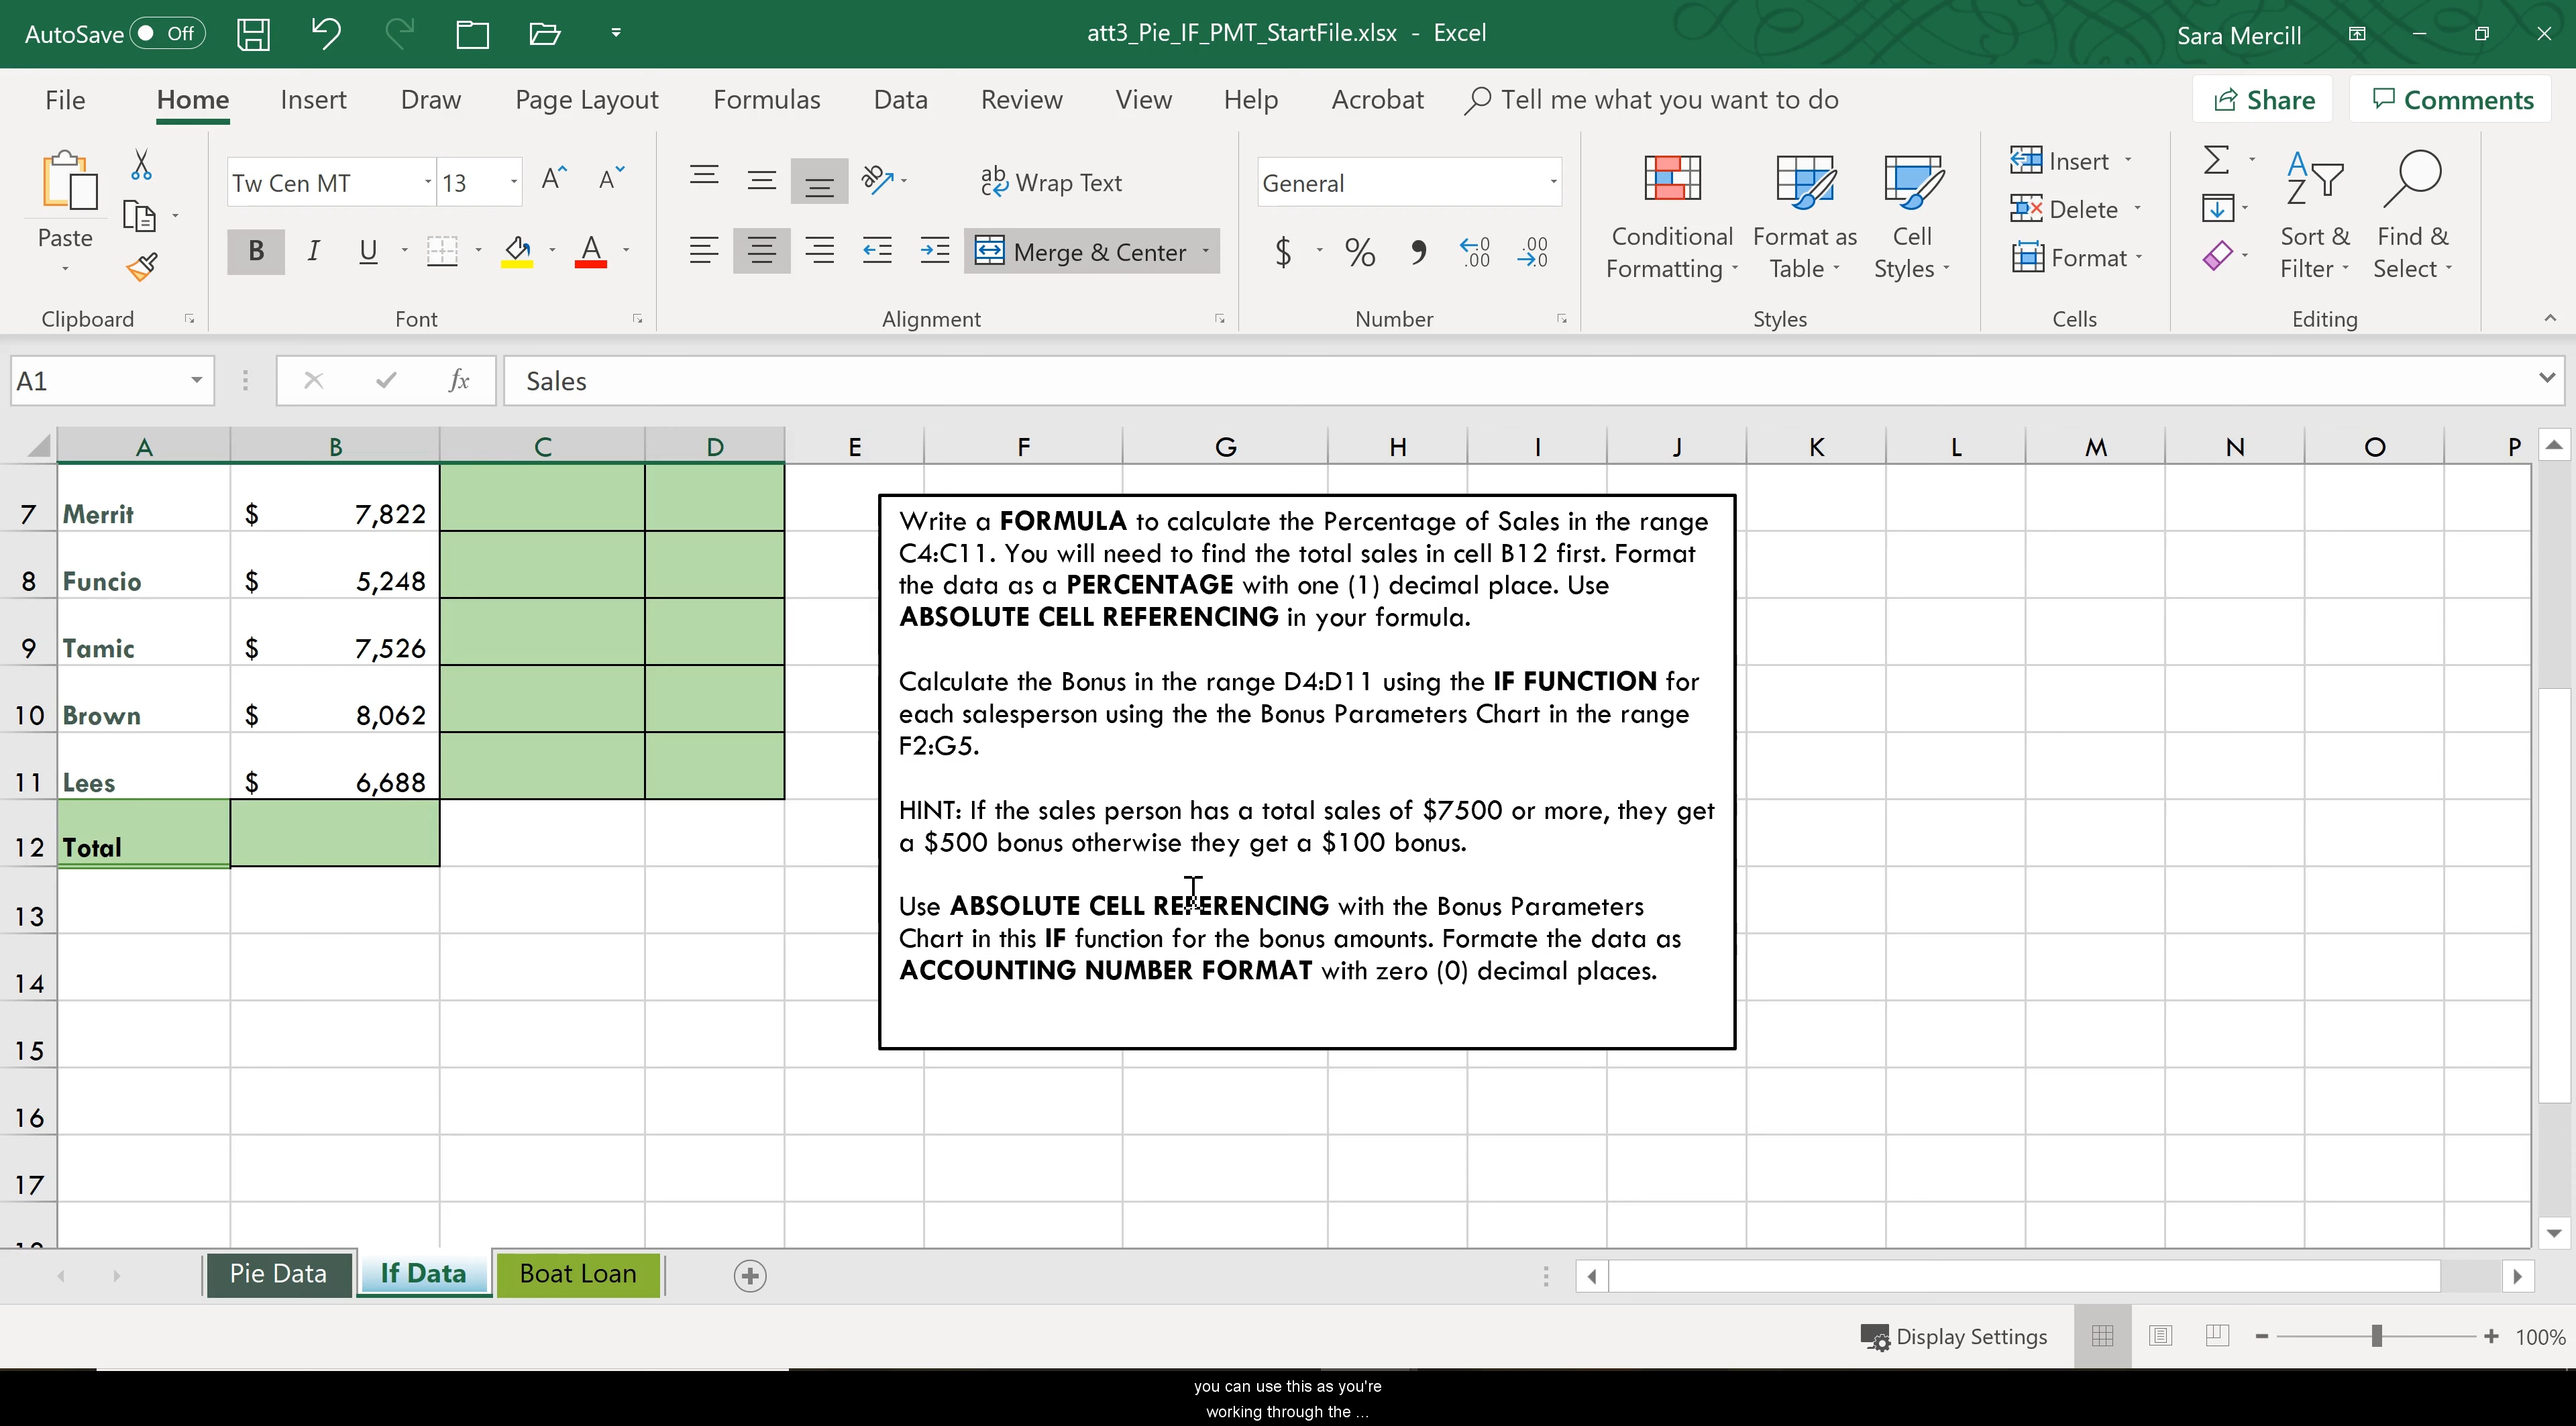 AutoSave Off att3_Pie_IF_PMT_StartFile.xlsx - Excel Sara Mercill
File Home Insert Draw Page Layout Formulas Data Review View Help Acrobat Tell me what you want to do Share Comments
Paste
Clipboard
Tw Cen MT 13
B I U A
Font
ab Wrap Text
Merge & Center
Alignment
General
$ % , .00
Number
Conditional Formatting
Format as Table
Cell Styles
Styles
Insert
Delete
Format
Cells
Sort & Filter
Find & Select
Editing
A1 fx Sales
A B C D E F G H I J K L M N O P
7 Merrit $ 7,822
8 Funcio $ 5,248
9 Tamic $ 7,526
10 Brown $ 8,062
11 Lees $ 6,688
12 Total
13
14
15
16
17
Write a FORMULA to calculate the Percentage of Sales in the range
C4:C11. You will need to find the total sales in cell B12 first. Format
the data as a PERCENTAGE with one (1) decimal place. Use
ABSOLUTE CELL REFERENCING in your formula.
Calculate the Bonus in the range D4:D11 using the IF FUNCTION for
each salesperson using the the Bonus Parameters Chart in the range
F2:G5.
HINT: If the sales person has a total sales of $7500 or more, they get
a $500 bonus otherwise they get a $100 bonus.
Use ABSOLUTE CELL REFERENCING with the Bonus Parameters
Chart in this IF function for the bonus amounts. Formate the data as
ACCOUNTING NUMBER FORMAT with zero (0) decimal places.
Pie Data If Data Boat Loan
Display Settings 100%
you can use this as you're
working through the ...